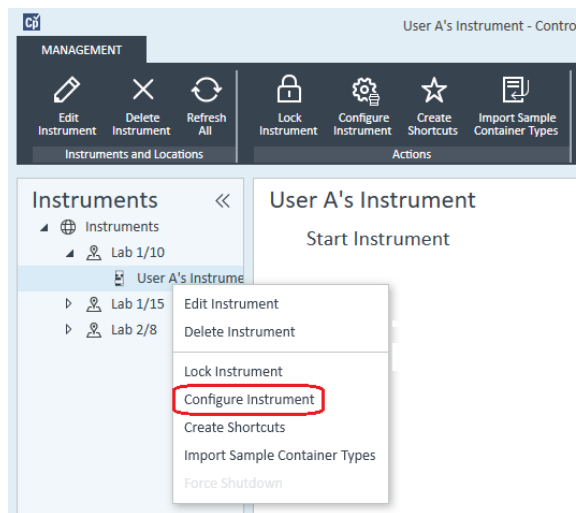 Cp
User A's Instrument - Contro
MANAGEMENT
Edit Instrument
Delete Instrument
Refresh All
Lock Instrument
Configure Instrument
Create Shortcuts
Import Sample Container Types
Instruments and Locations
Actions
Instruments
User A's Instrument
Instruments
Start Instrument
Lab 1/10
User A's Instrume
Lab 1/15
Lab 2/8
Edit Instrument
Delete Instrument
Lock Instrument
Configure Instrument
Create Shortcuts
Import Sample Container Types
Force Shutdown